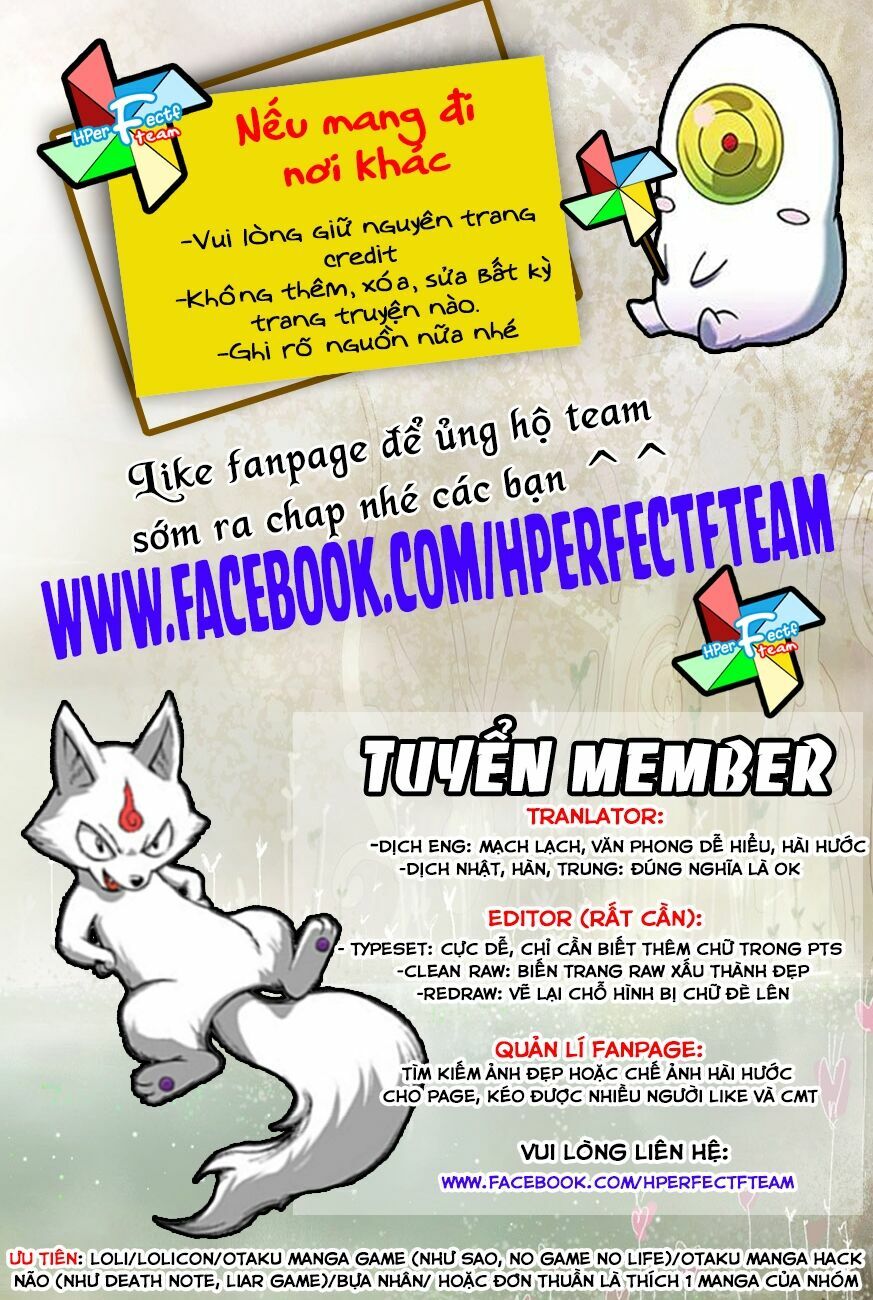 HPerFectf
team
Nếu mang đi
nơi khác
-Vui lòng giữ nguyên trang
credit
-Không thêm, xóa, sửa bất kỳ
trang truyện nào.
-Ghi rõ nguồn nữa nhé
Like fanpage để ủng hộ team
sớm ra chap nhé các bạn ^ ^
WWW.FACEBOOK.COM/HPERFECTFTEAM
HPerFectf
team
TUYỂN MEMBER
TRANLATOR:
-DỊCH ENG: MẠCH LẠCH, VĂN PHONG DỄ HIỂU, HÀI HƯỚC
-DỊCH NHẬT, HÀN, TRUNG: ĐÚNG NGHĨA LÀ OK
EDITOR (RẤT CẦN):
- TYPESET: CỰC DỄ, CHỈ CẦN BIẾT THÊM CHỮ TRONG PTS
-CLEAN RAW: BIẾN TRANG RAW XẤU THÀNH ĐẸP
-REDRAW: VẼ LẠI CHỖ HÌNH BỊ CHỮ ĐÈ LÊN
QUẢN LÍ FANPAGE:
TÌM KIẾM ẢNH ĐẸP HOẶC CHẾ ẢNH HÀI HƯỚC
CHO PAGE, KÉO ĐƯỢC NHIỀU NGƯỜI LIKE VÀ CMT
VUI LÒNG LIÊN HỆ:
WWW.FACEBOOK.COM/HPERFECTFTEAM
ƯU TIÊN: LOLI/LOLICON/OTAKU MANGA GAME (NHƯ SAO, NO GAME NO LIFE)/OTAKU MANGA HACK
NÃO (NHƯ DEATH NOTE, LIAR GAME)/BỰA NHÂN/ HOẶC ĐƠN THUẦN LÀ THÍCH 1 MANGA CỦA NHÓM